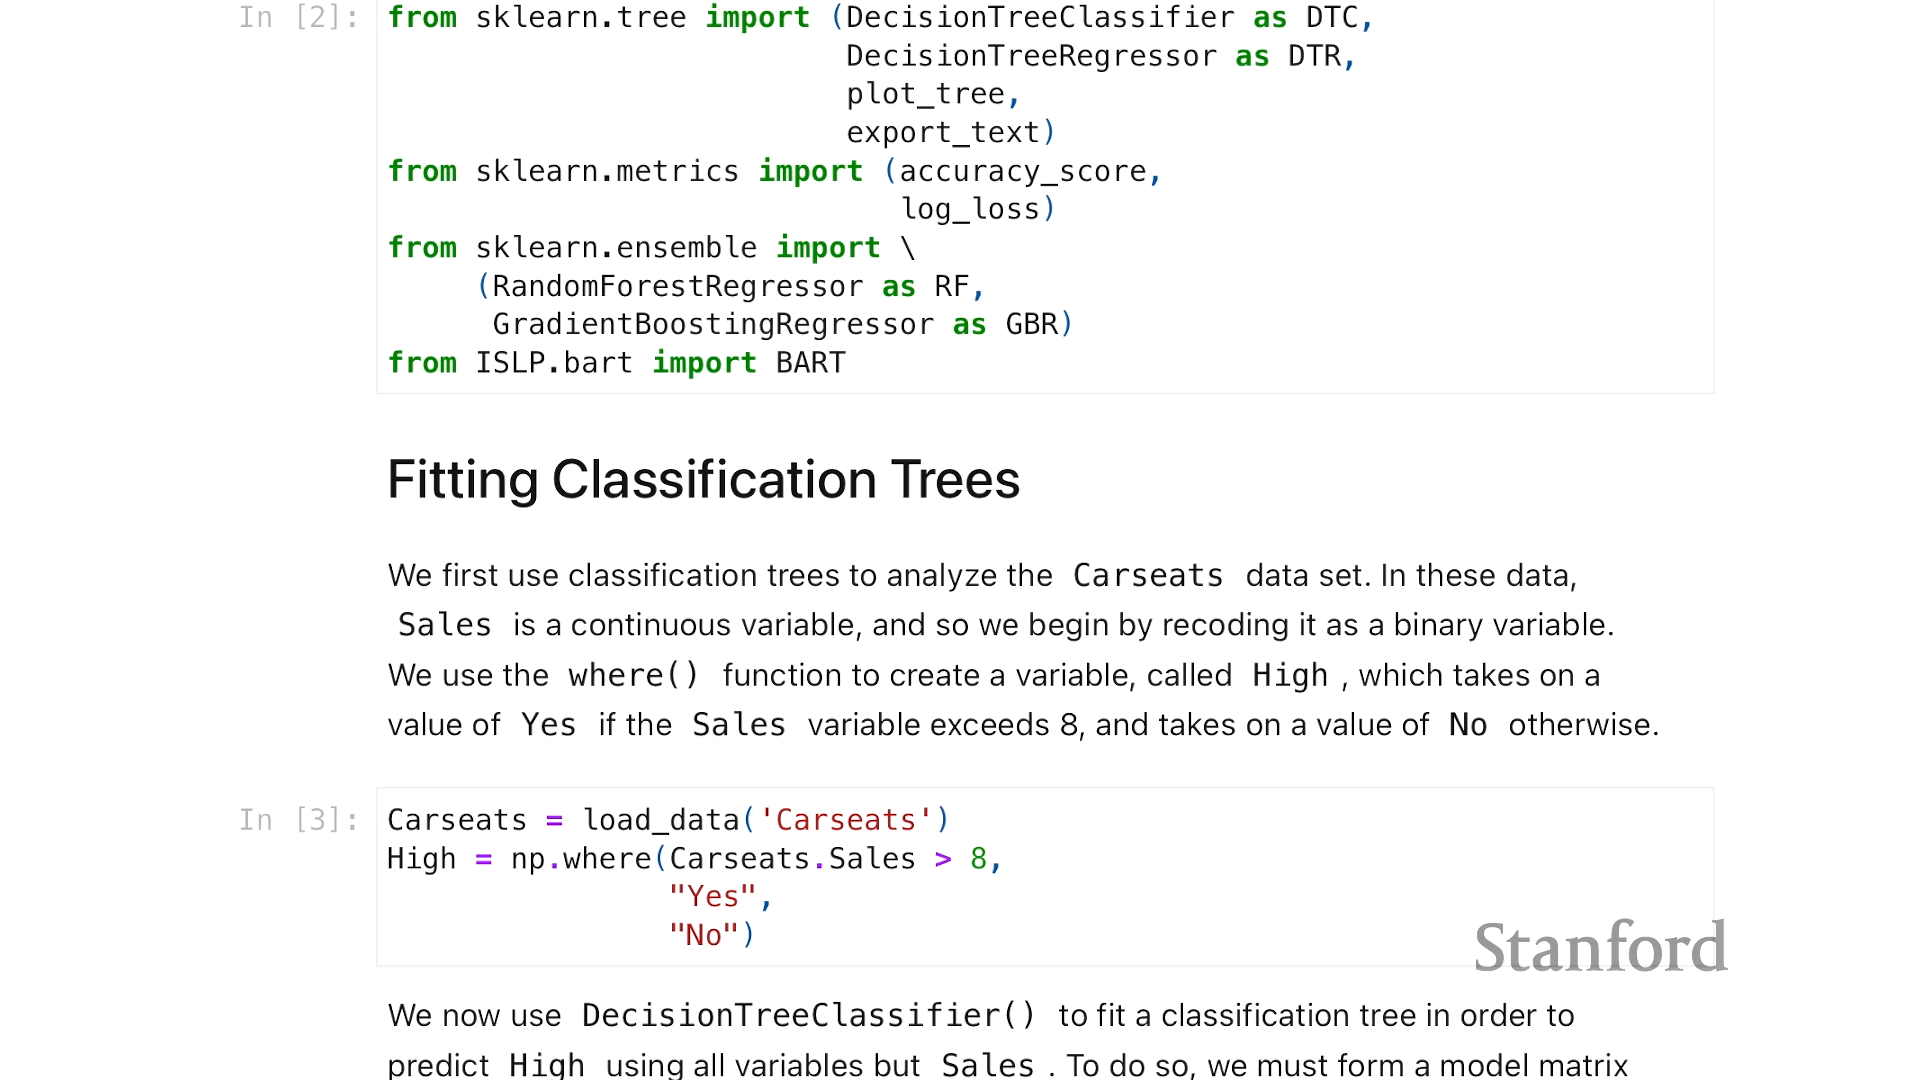 In [2]: from sklearn.tree import (DecisionTreeClassifier as DTC,
DecisionTreeRegressor as DTR,
plot_tree,
export_text)
from sklearn.metrics import (accuracy_score,
log_loss)
from sklearn.ensemble import \
(RandomForestRegressor as RF,
GradientBoostingRegressor as GBR)
from ISLP.bart import BART
Fitting Classification Trees
We first use classification trees to analyze the Carseats data set. In these data,
Sales is a continuous variable, and so we begin by recoding it as a binary variable.
We use the where() function to create a variable, called High , which takes on a
value of Yes if the Sales variable exceeds 8, and takes on a value of No otherwise.
In [3]: Carseats = load_data('Carseats')
High = np.where(Carseats.Sales > 8,
"Yes",
"No")
Stanford
We now use DecisionTreeClassifier() to fit a classification tree in order to
predict High using all variables but Sales . To do so, we must form a model matrix